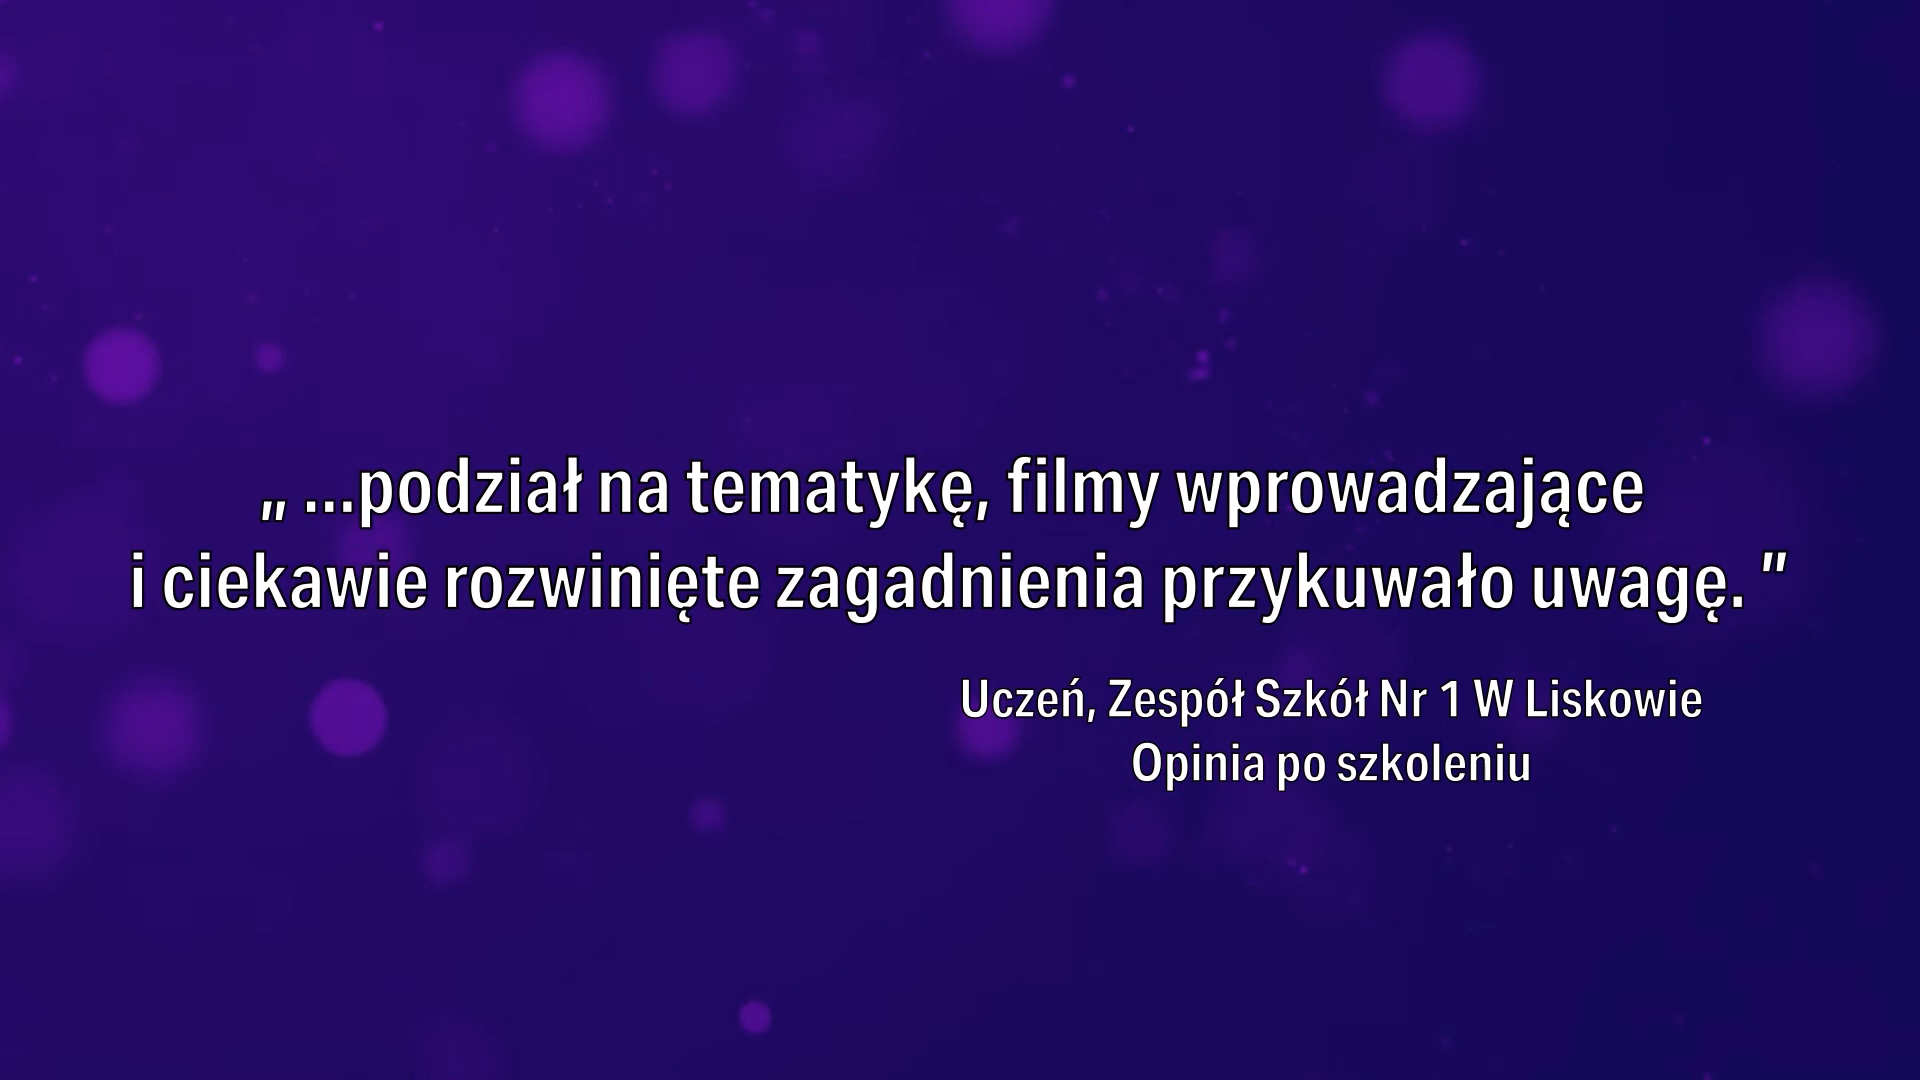 „ ...podział na tematykę, filmy wprowadzające
i ciekawie rozwinięte zagadnienia przykuwało uwagę. ”
Uczeń, Zespół Szkół Nr 1 W Liskowie
Opinia po szkoleniu